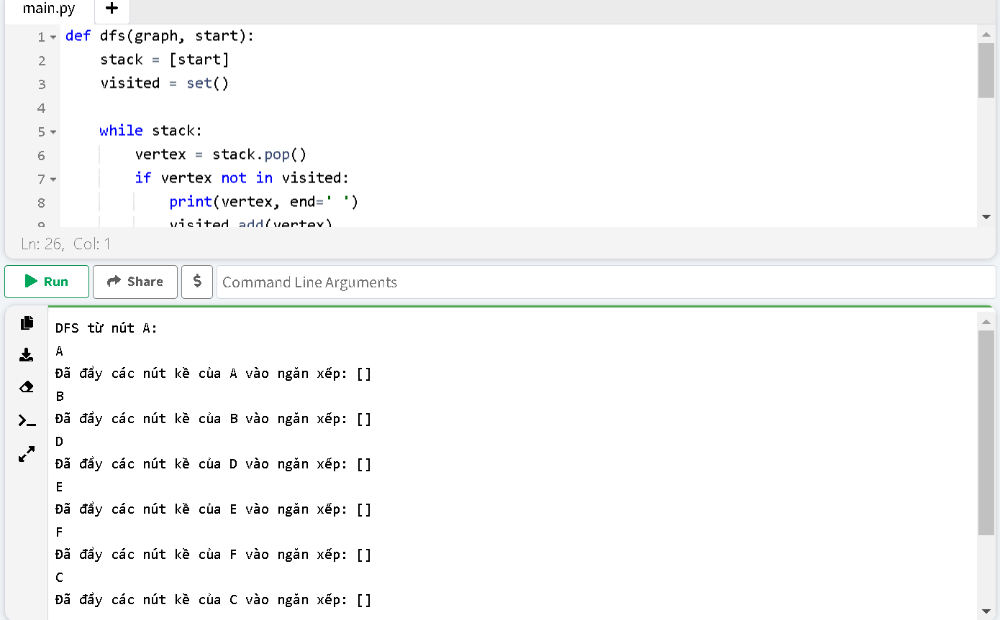 main.py +
1 def dfs(graph, start):
2     stack = [start]
3     visited = set()
4
5     while stack:
6         vertex = stack.pop()
7         if vertex not in visited:
8             print(vertex, end=' ')
9             visited.add(vertex)
Ln: 26, Col: 1
Run Share $ Command Line Arguments
DFS từ nút A:
A
Đã đẩy các nút kề của A vào ngăn xếp: []
B
Đã đẩy các nút kề của B vào ngăn xếp: []
D
Đã đẩy các nút kề của D vào ngăn xếp: []
E
Đã đẩy các nút kề của E vào ngăn xếp: []
F
Đã đẩy các nút kề của F vào ngăn xếp: []
C
Đã đẩy các nút kề của C vào ngăn xếp: []